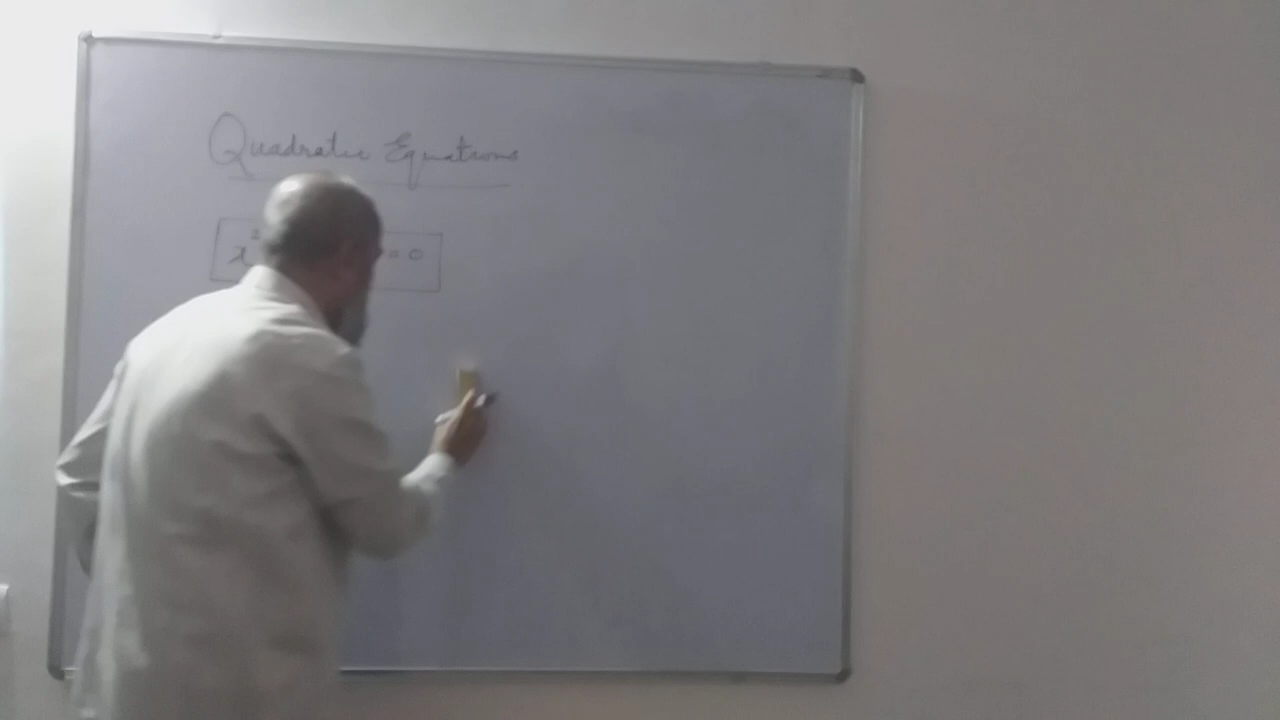 Quadratic Equations
x² = 0